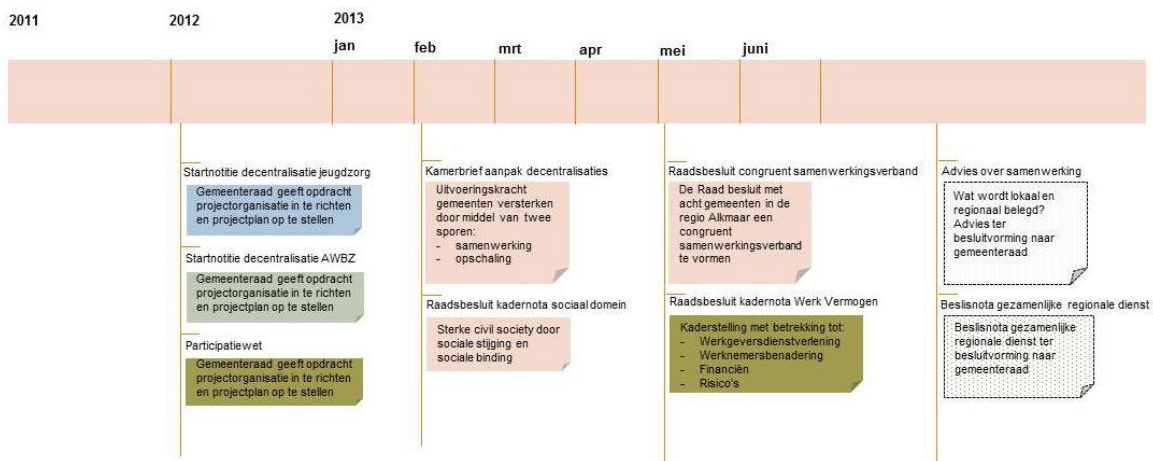 2011
2012
2013
jan
feb
mrt
apr
mei
juni
Startnotitie decentralisatie jeugdzorg
Gemeenteraad geeft opdracht
projectorganisatie in te richten
en projectplan op te stellen
Startnotitie decentralisatie AWBZ
Gemeenteraad geeft opdracht
projectorganisatie in te richten
en projectplan op te stellen
Participatiewet
Gemeenteraad geeft opdracht
projectorganisatie in te richten
en projectplan op te stellen
Kamerbrief aanpak decentralisaties
Uitvoeringskracht
gemeenten versterken
door middel van twee
sporen:
- samenwerking
- opschaling
Raadsbesluit kadernota sociaal domein
Sterke civil society door
sociale stijging en
sociale binding
Raadsbesluit congruent samenwerkingsverband
De Raad besluit met
acht gemeenten in de
regio Alkmaar een
congruent
samenwerkingsverband
te vormen
Raadsbesluit kadernota Werk Vermogen
Kaderstelling met betrekking tot:
- Werkgeversdienstverlening
- Werknemersbenadering
- Financiën
- Risico's
Advies over samenwerking
Wat wordt lokaal en
regionaal belegd?
Advies ter
besluitvorming naar
gemeenteraad
Beslisnota gezamenlijke regionale dienst
Beslisnota gezamenlijke
regionale dienst ter
besluitvorming naar
gemeenteraad